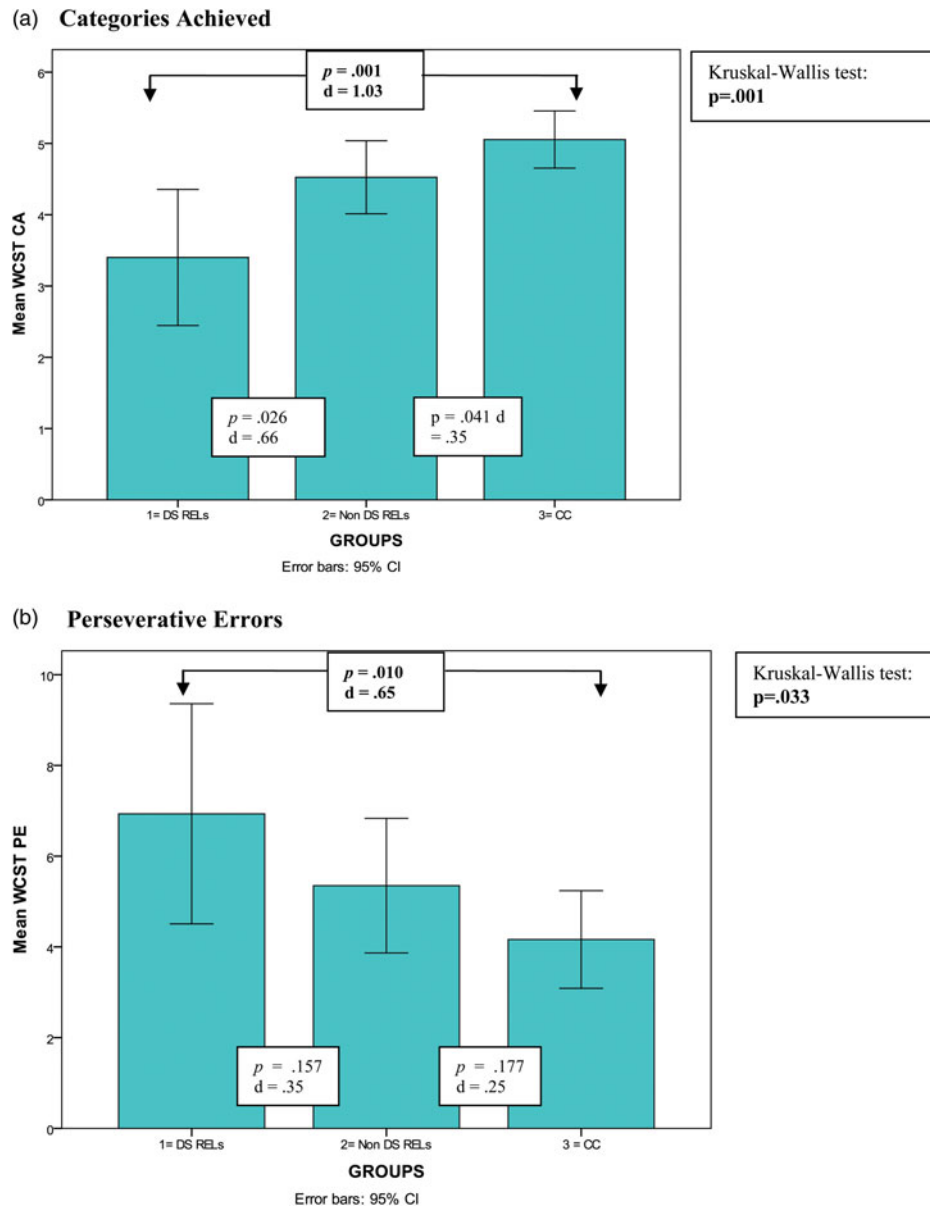 (a) Categories Achieved
p = .001
d = 1.03
Kruskal-Wallis test:
p=.001
Mean WCST CA
6
5
4
3
2
1
0
p = .026
d = .66
p = .041 d
= .35
1= DS RELs
2= Non DS RELs
3= CC
GROUPS
Error bars: 95% CI
(b) Perseverative Errors
p = .010
d = .65
Kruskal-Wallis test:
p=.033
Mean WCST PE
10
8
6
4
2
0
p = .157
d = .35
p = .177
d = .25
1= DS RELs
2= Non DS RELs
3 = CC
GROUPS
Error bars: 95% CI